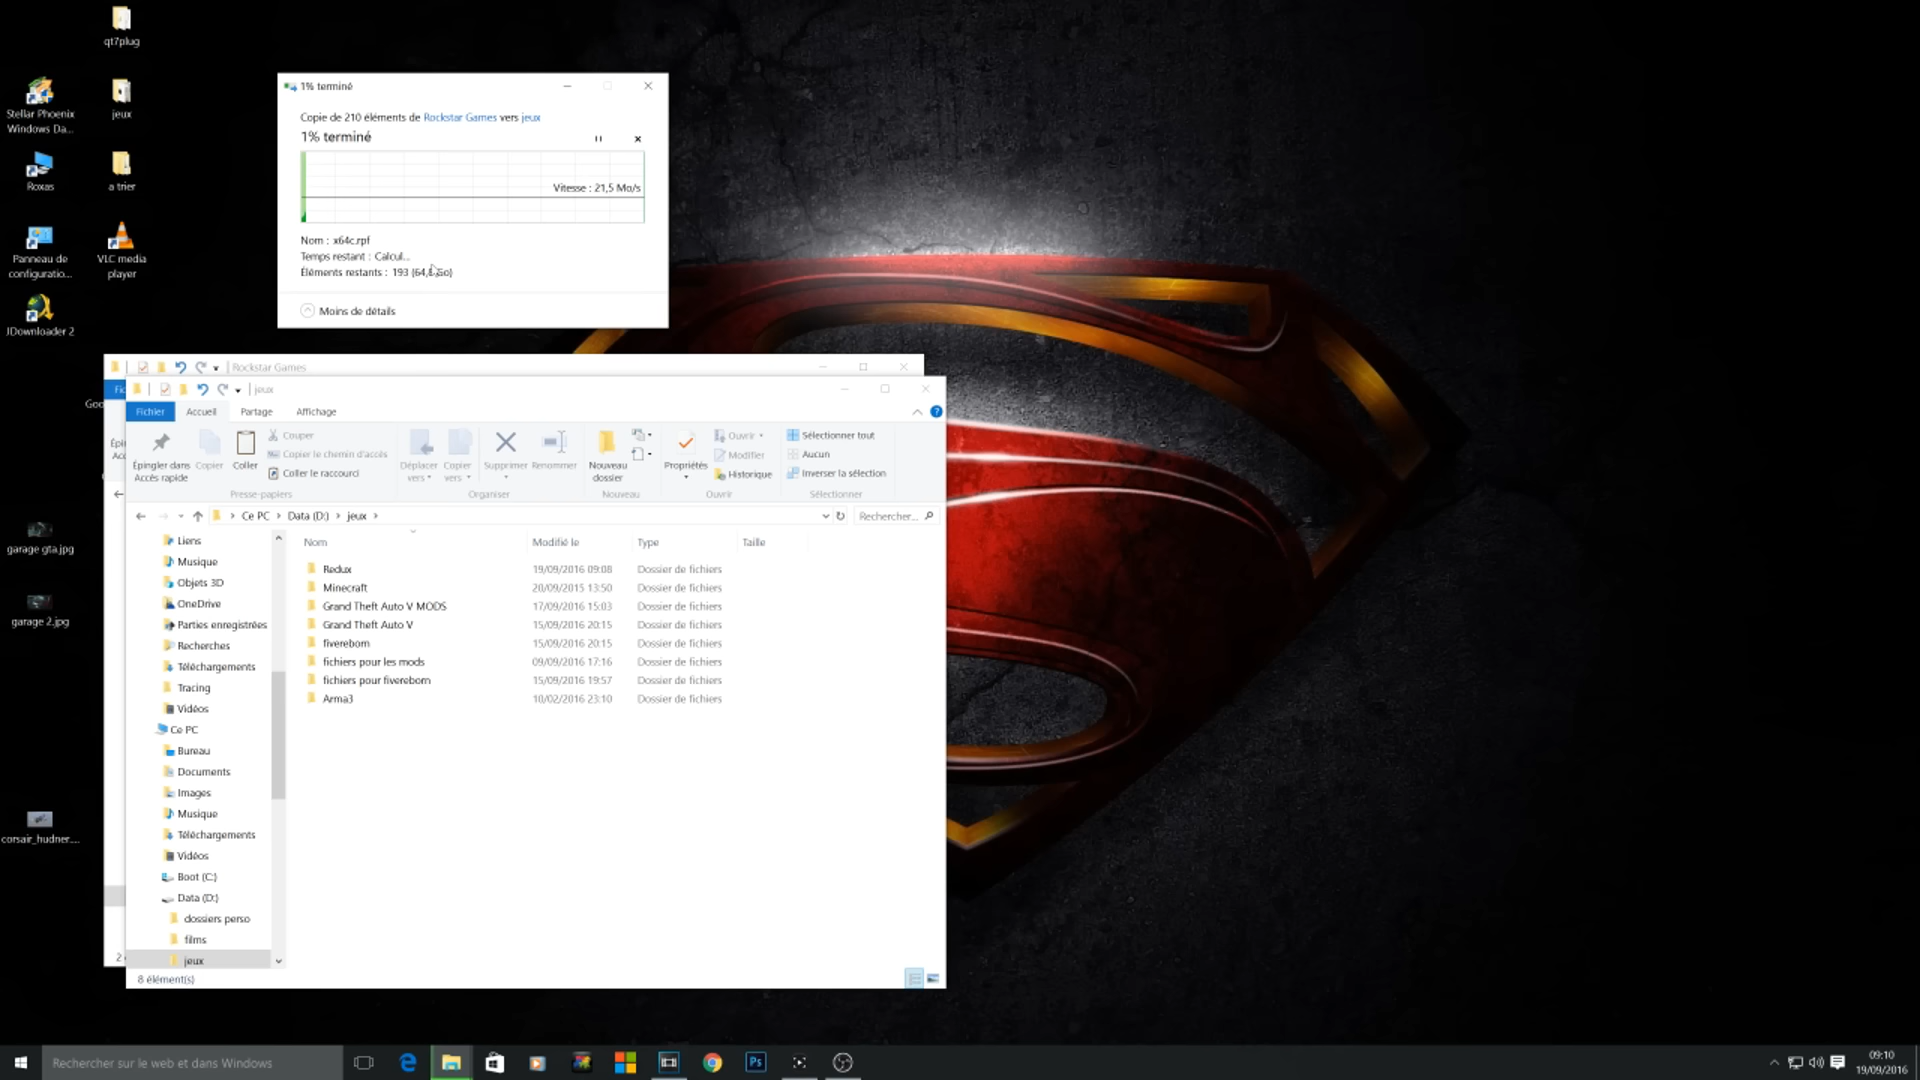 qt7plug
Stellar Phoenix
Windows Da...
jeux
Roxas
a trier
Panneau de
configuratio...
VLC media
player
JDownloader 2
garage gta.jpg
garage 2.jpg
corsair_hudner....
1% terminé
Copie de 210 éléments de Rockstar Games vers jeux
1% terminé
Vitesse : 21,5 Mo/s
Nom : x64c.rpf
Temps restant : Calcul...
Éléments restants : 193 (64, Go)
Moins de détails
Rockstar Games
jeux
Fichier Accueil Partage Affichage
Épingler dans
Accès rapide
Copier
Coller
Couper
Copier le chemin d'accès
Coller le raccourci
Presse-papiers
Déplacer
vers
Copier
vers
Supprimer
Renommer
Organiser
Nouveau
dossier
Nouveau
Propriétés
Ouvrir
Modifier
Historique
Ouvrir
Sélectionner tout
Aucun
Inverser la sélection
Sélectionner
Ce PC > Data (D:) > jeux >
Rechercher...
Liens
Musique
Objets 3D
OneDrive
Parties enregistrées
Recherches
Téléchargements
Tracing
Vidéos
Ce PC
Bureau
Documents
Images
Musique
Téléchargements
Vidéos
Boot (C:)
Data (D:)
dossiers perso
films
jeux
Nom Modifié le Type Taille
Redux 19/09/2016 09:08 Dossier de fichiers
Minecraft 20/09/2015 13:50 Dossier de fichiers
Grand Theft Auto V MODS 17/09/2016 15:03 Dossier de fichiers
Grand Theft Auto V 15/09/2016 20:15 Dossier de fichiers
fivereborn 15/09/2016 20:15 Dossier de fichiers
fichiers pour les mods 09/09/2016 17:16 Dossier de fichiers
fichiers pour fivereborn 15/09/2016 19:57 Dossier de fichiers
Arma3 10/02/2016 23:10 Dossier de fichiers
8 élément(s)
Rechercher sur le web et dans Windows
Ps
09:10
19/09/2016